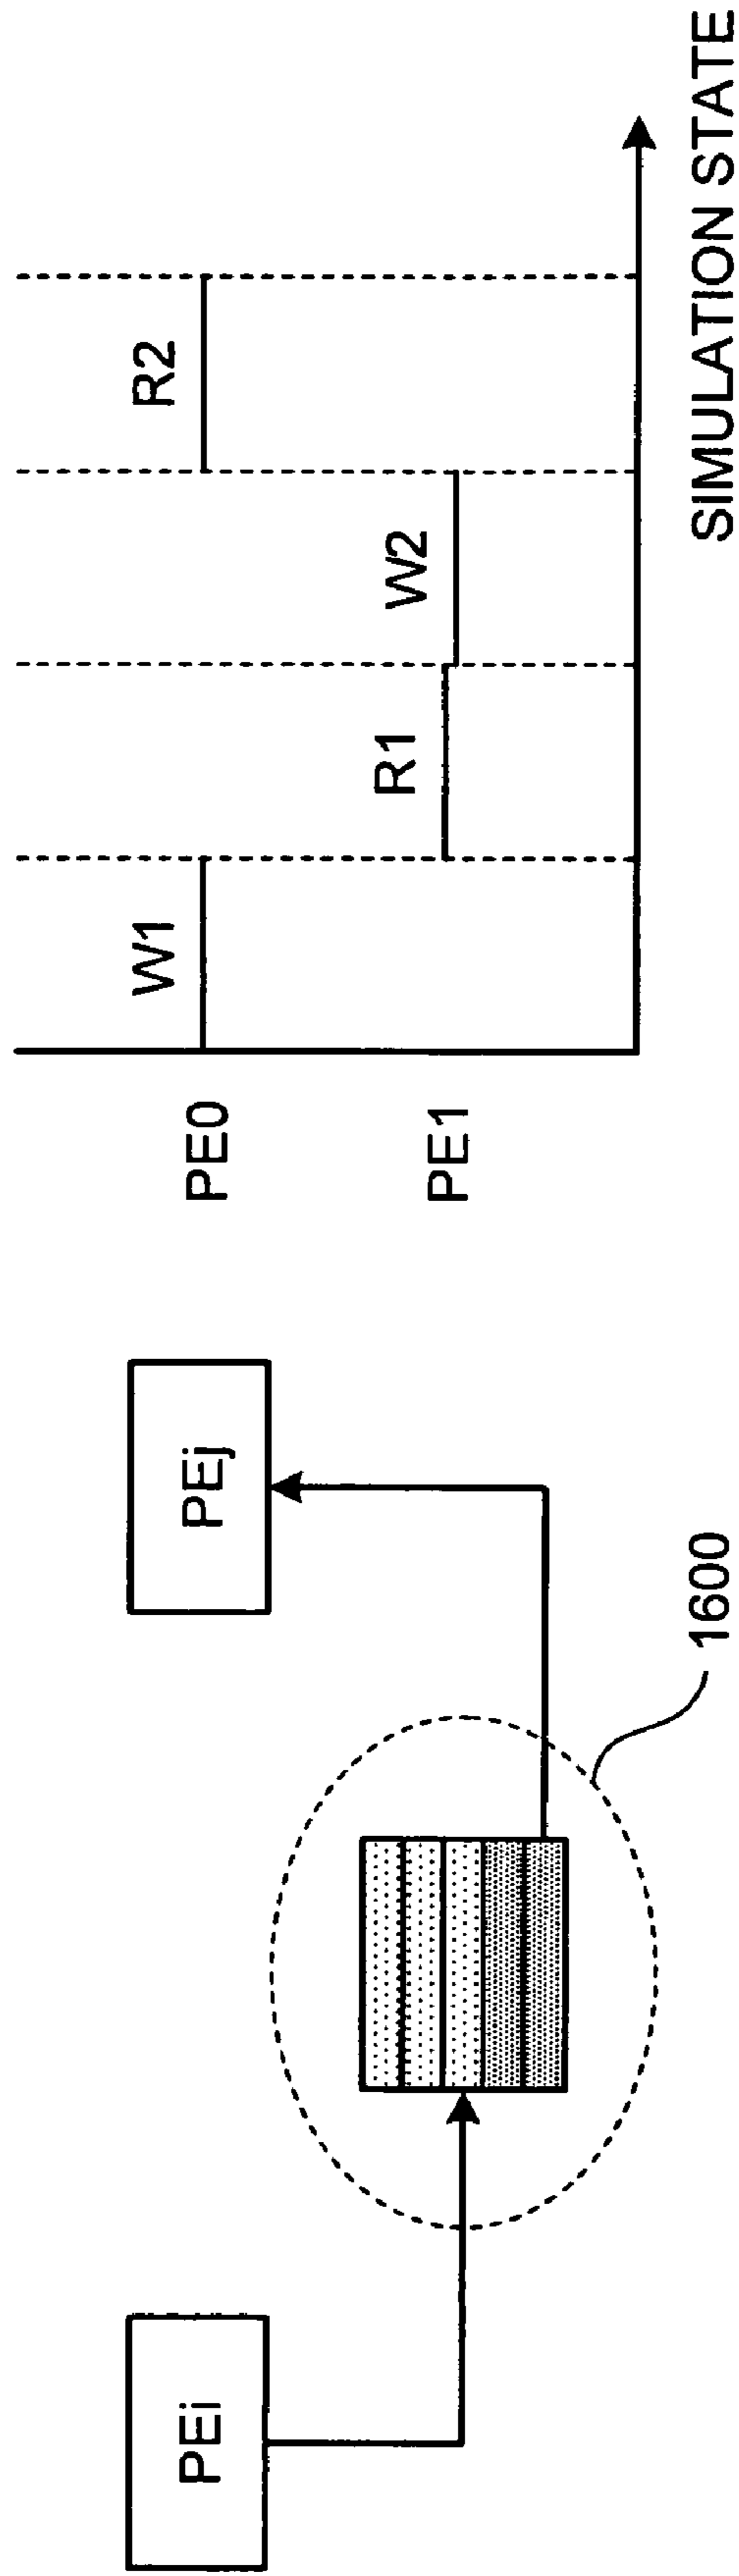 PEi
PEj
1600
PE0
PE1
W1
R1
W2
R2
SIMULATION STATE